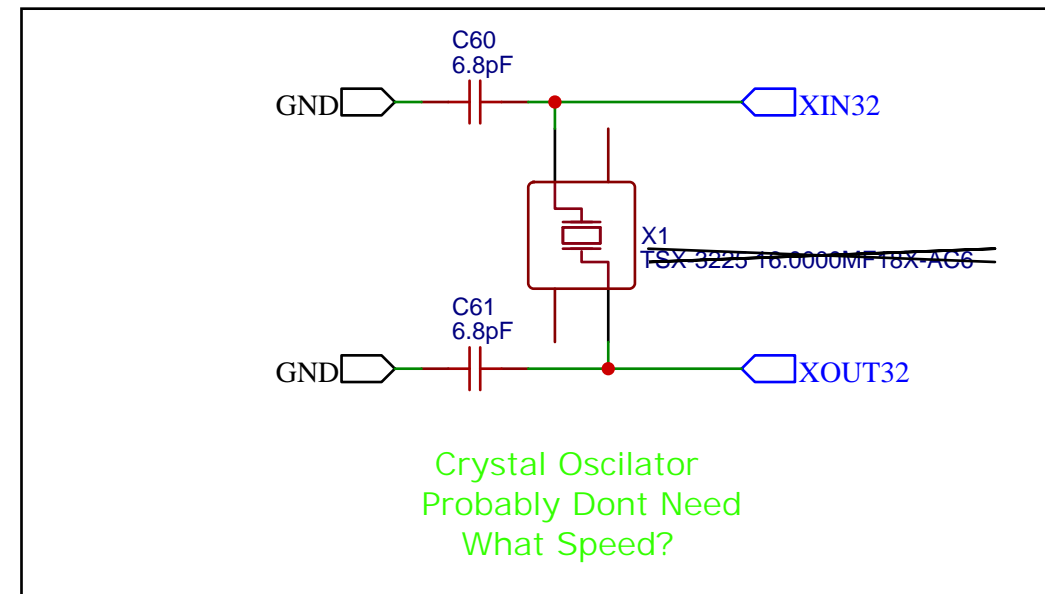 C60
6.8pF
GND
XIN32
X1
TSX-3225 16.0000MF18X-AC6
C61
6.8pF
GND
XOUT32
Crystal Oscilator
Probably Dont Need
What Speed?